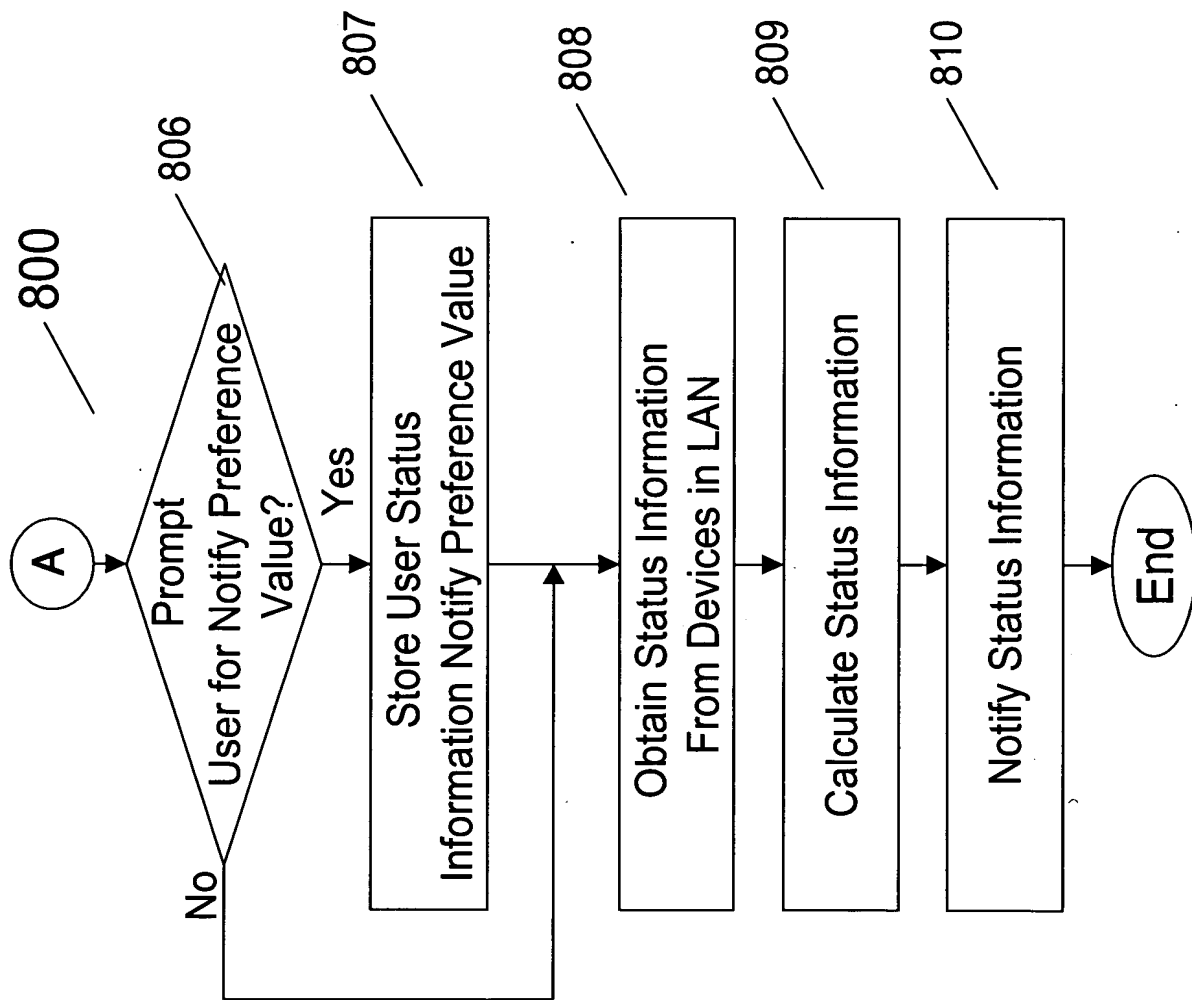 800
A
806
Prompt
User for Notify Preference
Value?
No
Yes
807
Store User Status
Information Notify Preference Value
808
Obtain Status Information
From Devices in LAN
809
Calculate Status Information
810
Notify Status Information
End